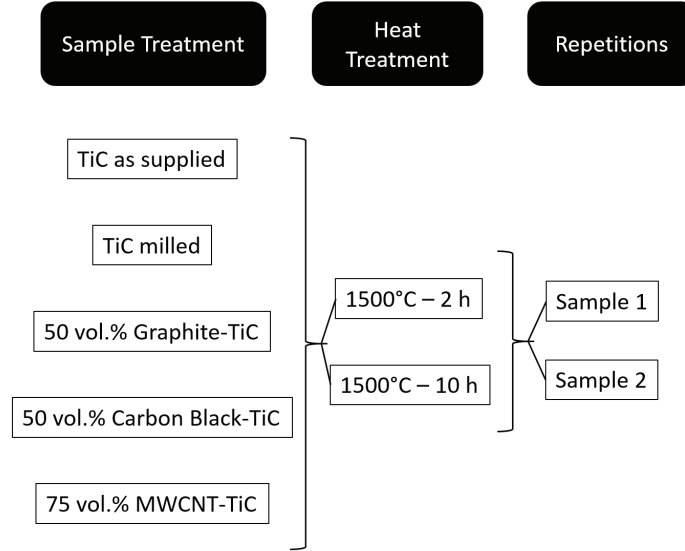 Sample Treatment
Heat
Treatment
Repetitions
TiC as supplied
TiC milled
50 vol.% Graphite-TiC
50 vol.% Carbon Black-TiC
75 vol.% MWCNT-TiC
1500°C – 2 h
1500°C – 10 h
Sample 1
Sample 2